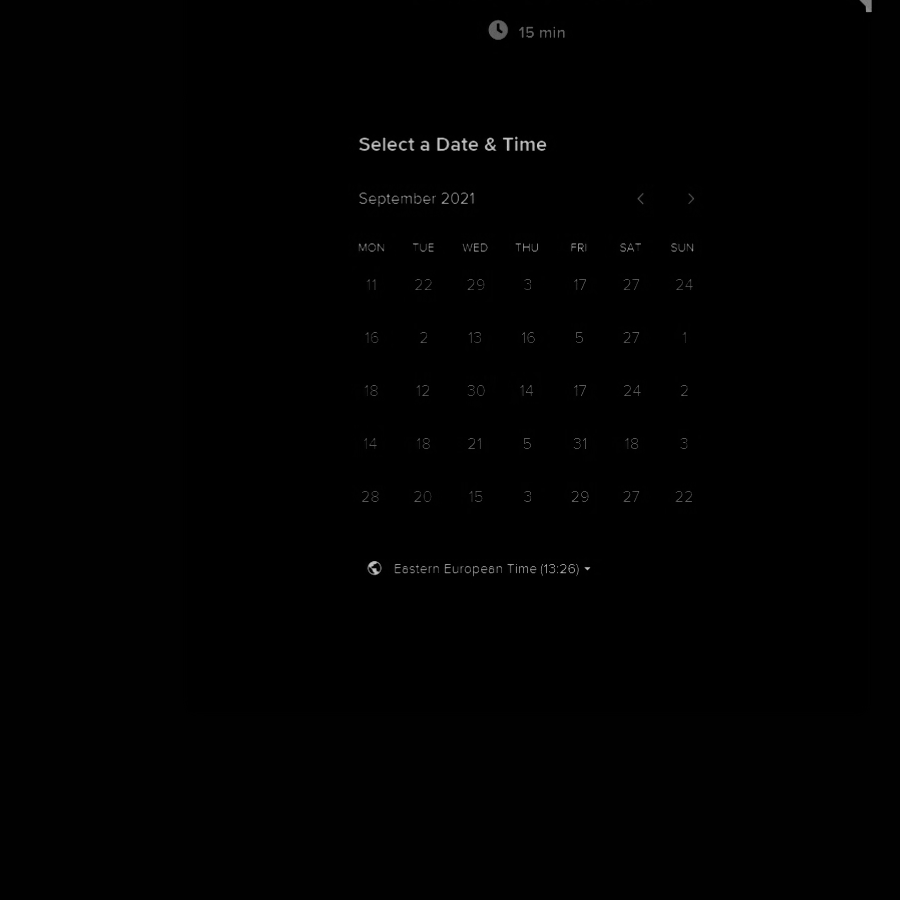 15 min
Select a Date & Time
September 2021
MON TUE WED THU FRI SAT SUN
11 22 29 3 17 27 24
16 2 13 16 5 27 1
18 12 30 14 17 24 2
14 18 21 5 31 18 3
28 20 15 3 29 27 22
Eastern European Time (13:26)